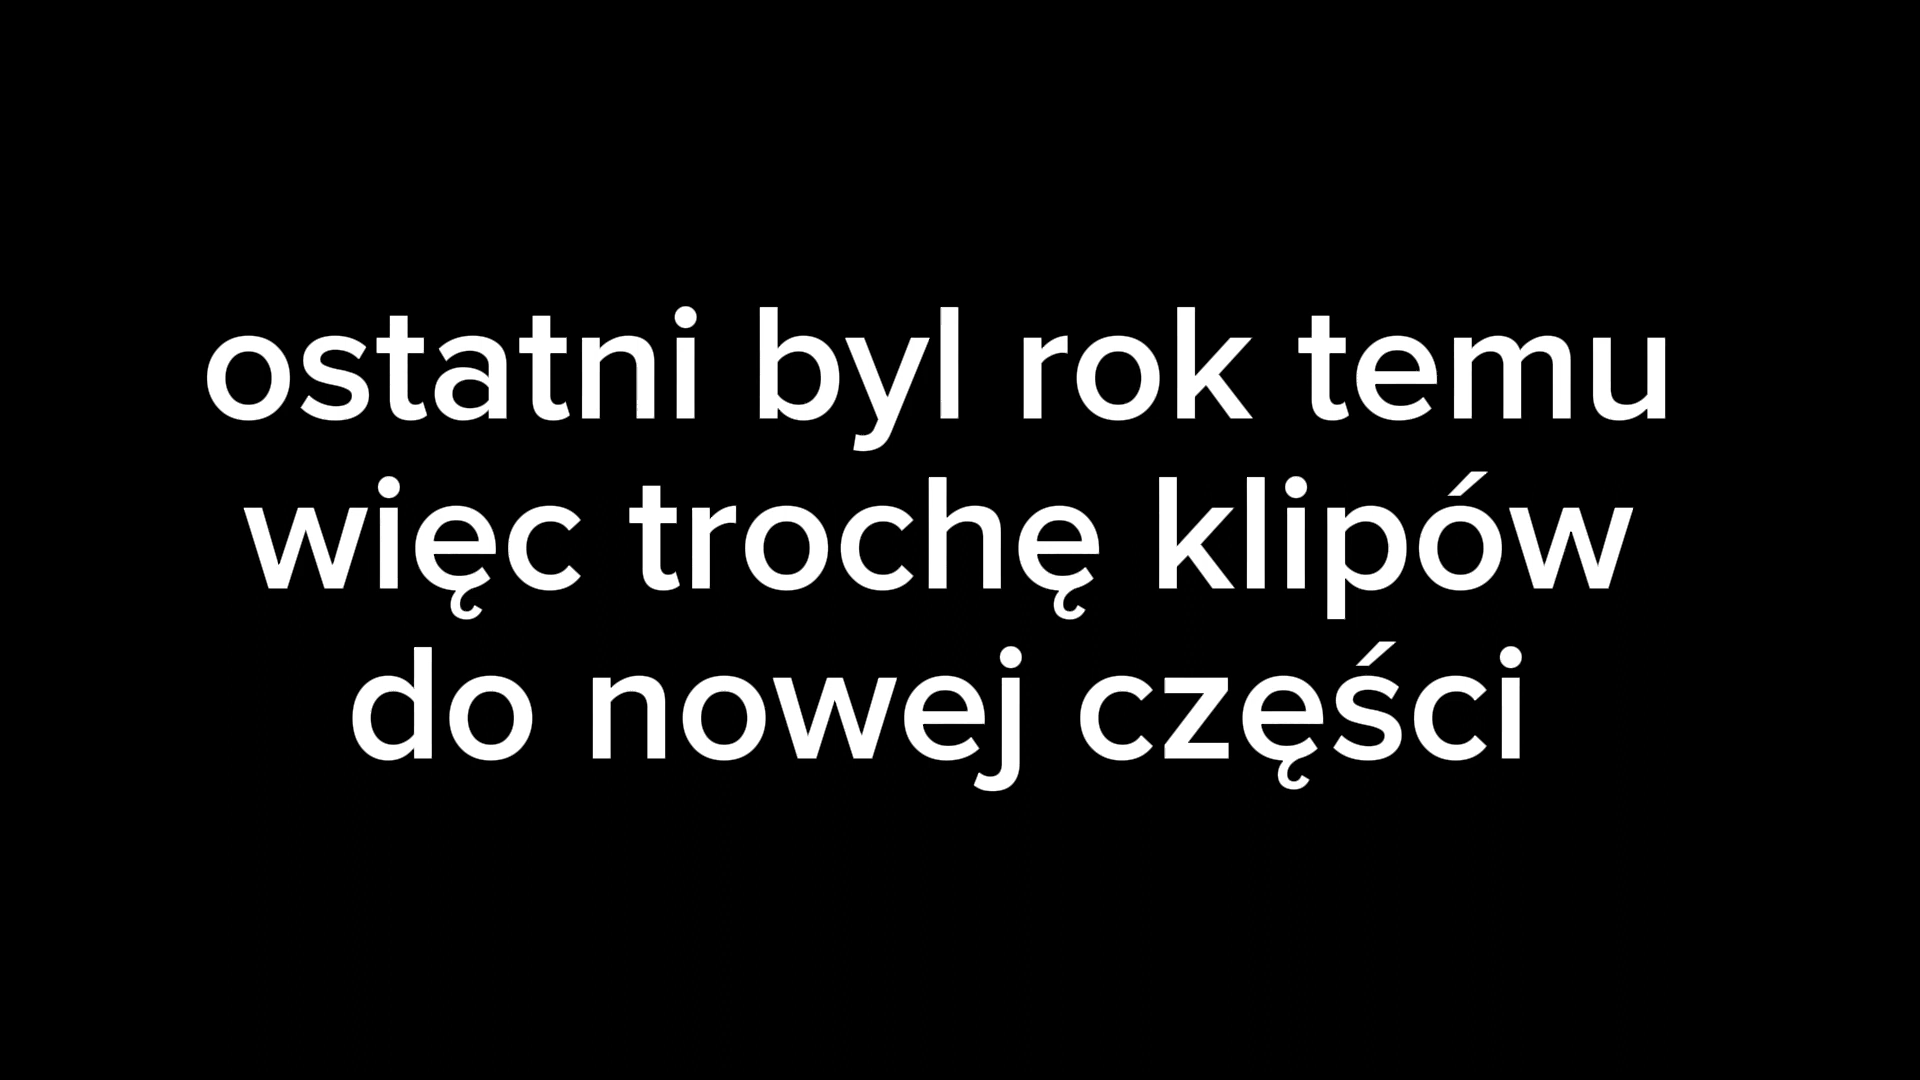 ostatni byl rok temu
więc trochę klipów
do nowej części